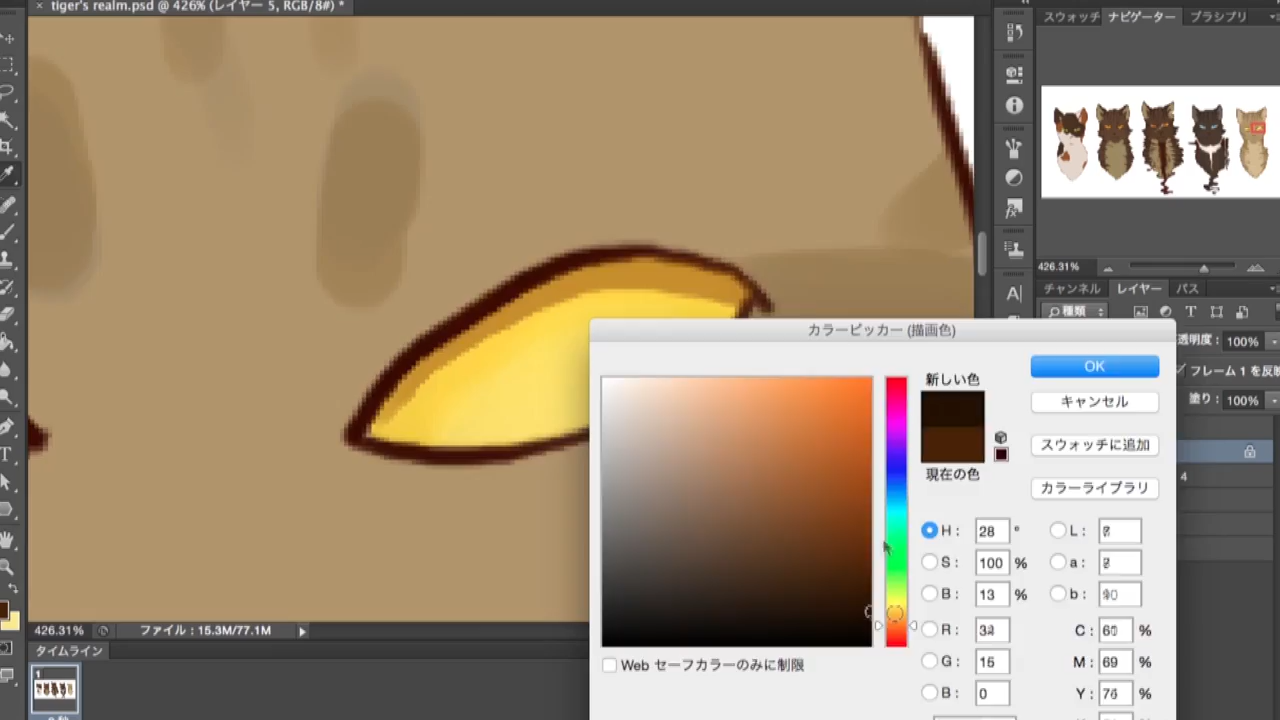 × tiger's realm.psd @ 426% (レイヤー 5, RGB/8#) *
スウォッチ ナビゲーター ブラシプリ
426.31%
チャンネル レイヤー パス
種類
透明度: 100%
フレーム 1 を反映
塗り: 100%
4
カラーピッカー (描画色)
新しい色
現在の色
OK
キャンセル
スウォッチに追加
カラーライブラリ
H: 28 °
S: 100 %
B: 13 %
R:
G: 15
B: 0
L:
a:
b:
C: %
M: 69 %
Y: %
Web セーフカラーのみに制限
426.31% ファイル : 15.3M/77.1M
タイムライン
1